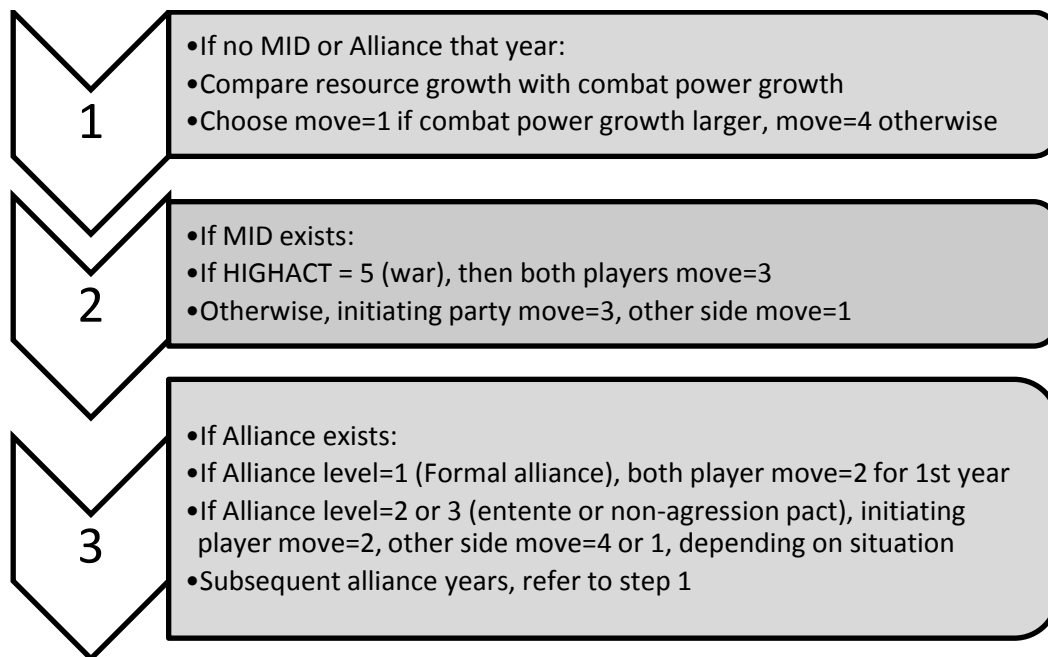 1
•If no MID or Alliance that year:
•Compare resource growth with combat power growth
•Choose move=1 if combat power growth larger, move=4 otherwise
2
•If MID exists:
•If HIGHACT = 5 (war), then both players move=3
•Otherwise, initiating party move=3, other side move=1
3
•If Alliance exists:
•If Alliance level=1 (Formal alliance), both player move=2 for 1st year
•If Alliance level=2 or 3 (entente or non-agression pact), initiating
player move=2, other side move=4 or 1, depending on situation
•Subsequent alliance years, refer to step 1